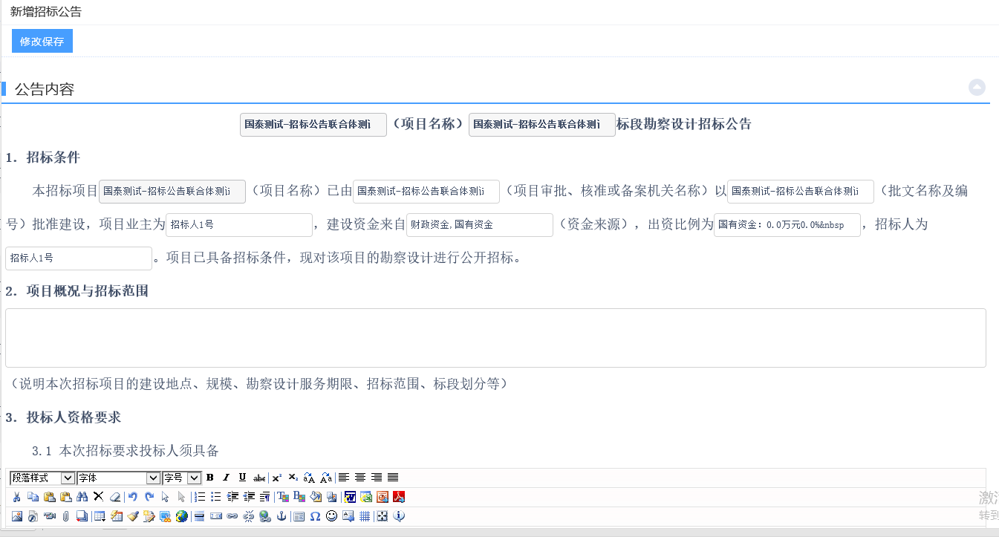 新增招标公告
修改保存
公告内容
国泰测试-招标公告联合体测i（项目名称）国泰测试-招标公告联合体测i标段勘察设计招标公告
1. 招标条件
本招标项目国泰测试-招标公告联合体测i（项目名称）已由国泰测试-招标公告联合体测i（项目审批、核准或备案机关名称）以国泰测试-招标公告联合体测i（批文名称及编
号）批准建设，项目业主为招标人1号，建设资金来自财政资金,国有资金（资金来源），出资比例为国有资金：0.0万元0.0%&nbsp，招标人为
招标人1号。项目已具备招标条件，现对该项目的勘察设计进行公开招标。
2. 项目概况与招标范围
（说明本次招标项目的建设地点、规模、勘察设计服务期限、招标范围、标段划分等）
3. 投标人资格要求
3.1 本次招标要求投标人须具备
段落样式 字体 字号 B I U abc
激
转到